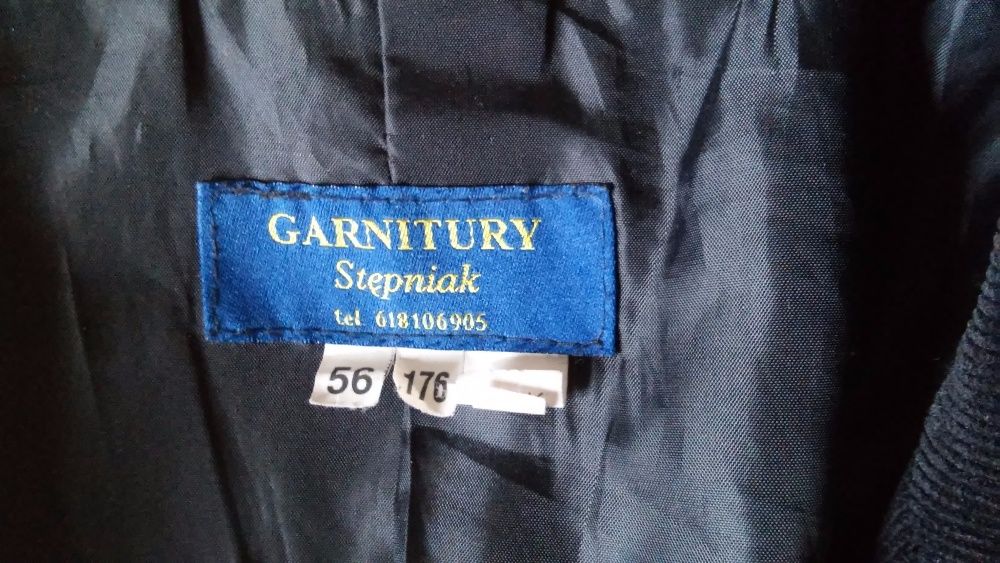 GARNITURY
Stępniak
tel 618106905
56 176